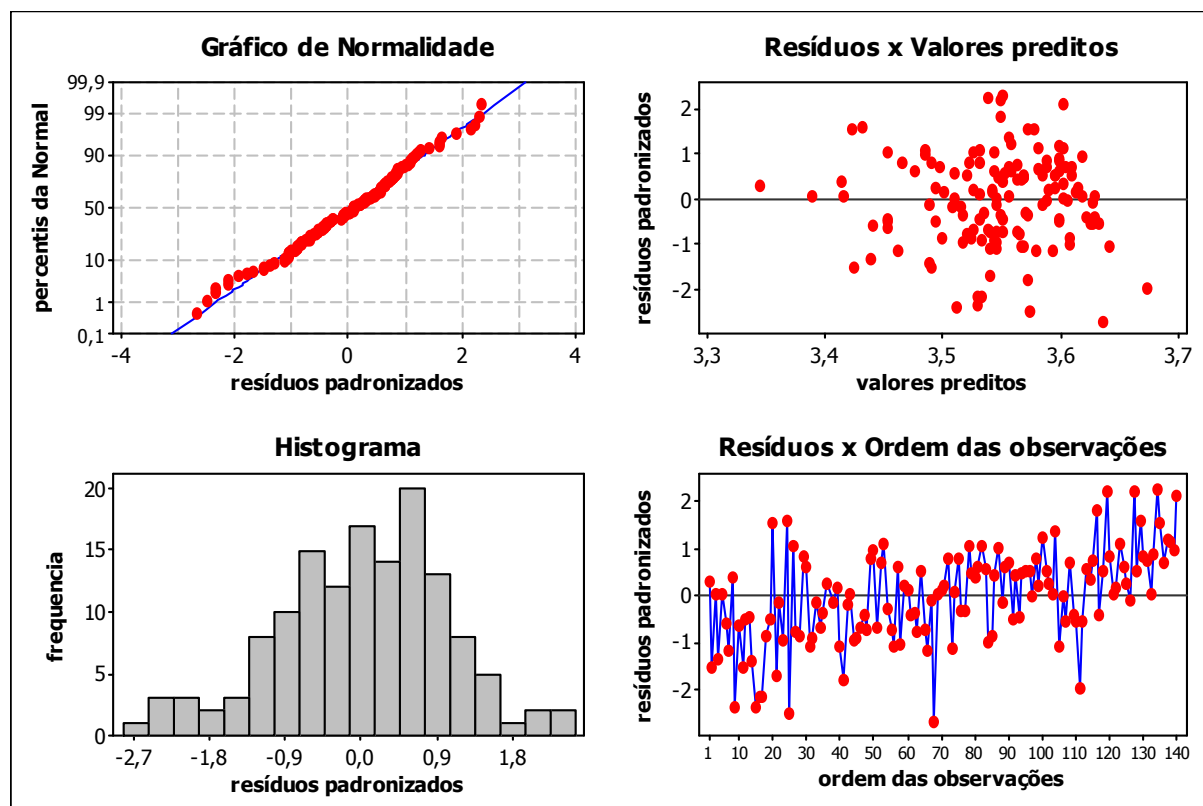 Gráfico de Normalidade
99,9
99
90
50
10
1
0,1
percentis da Normal
-4 -2 0 2 4
resíduos padronizados
Resíduos x Valores preditos
2
1
0
-1
-2
resíduos padronizados
3,3 3,4 3,5 3,6 3,7
valores preditos
Histograma
20
15
10
5
0
frequencia
-2,7 -1,8 -0,9 0,0 0,9 1,8
resíduos padronizados
Resíduos x Ordem das observações
2
1
0
-1
-2
resíduos padronizados
1 10 20 30 40 50 60 70 80 90 100 110 120 130 140
ordem das observações